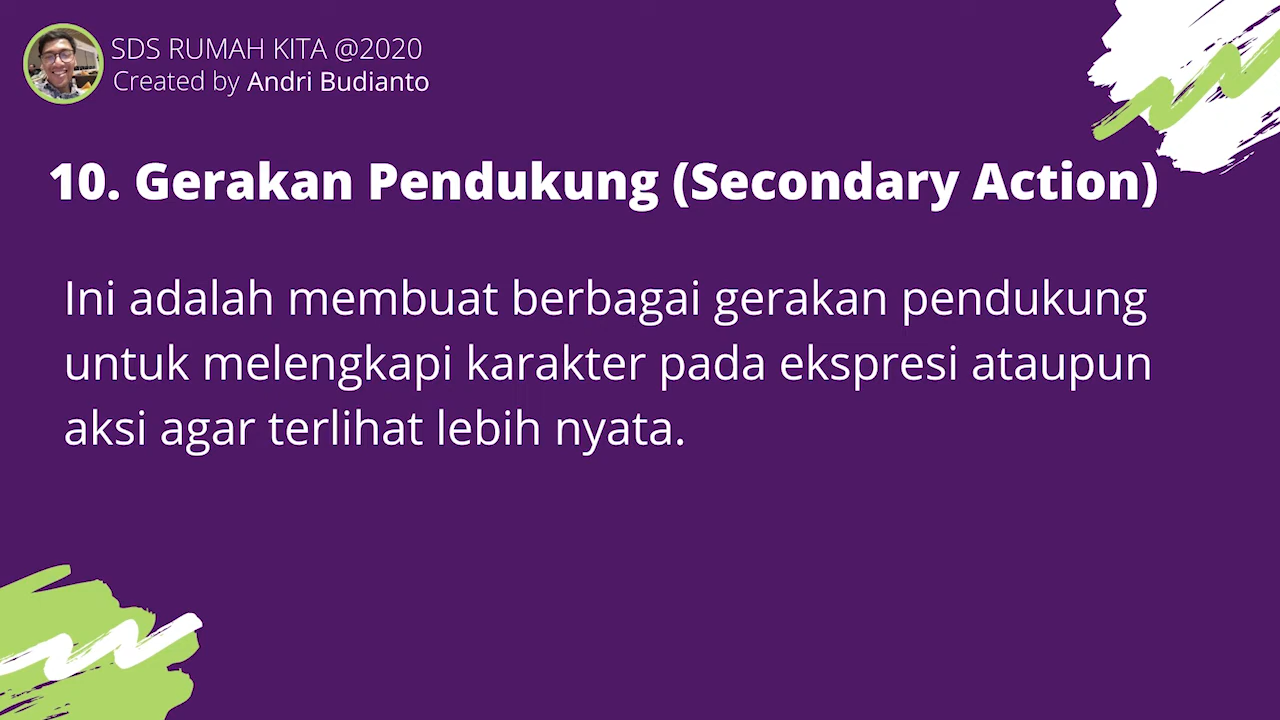 SDS RUMAH KITA @2020
Created by Andri Budianto
10. Gerakan Pendukung (Secondary Action)
Ini adalah membuat berbagai gerakan pendukung
untuk melengkapi karakter pada ekspresi ataupun
aksi agar terlihat lebih nyata.